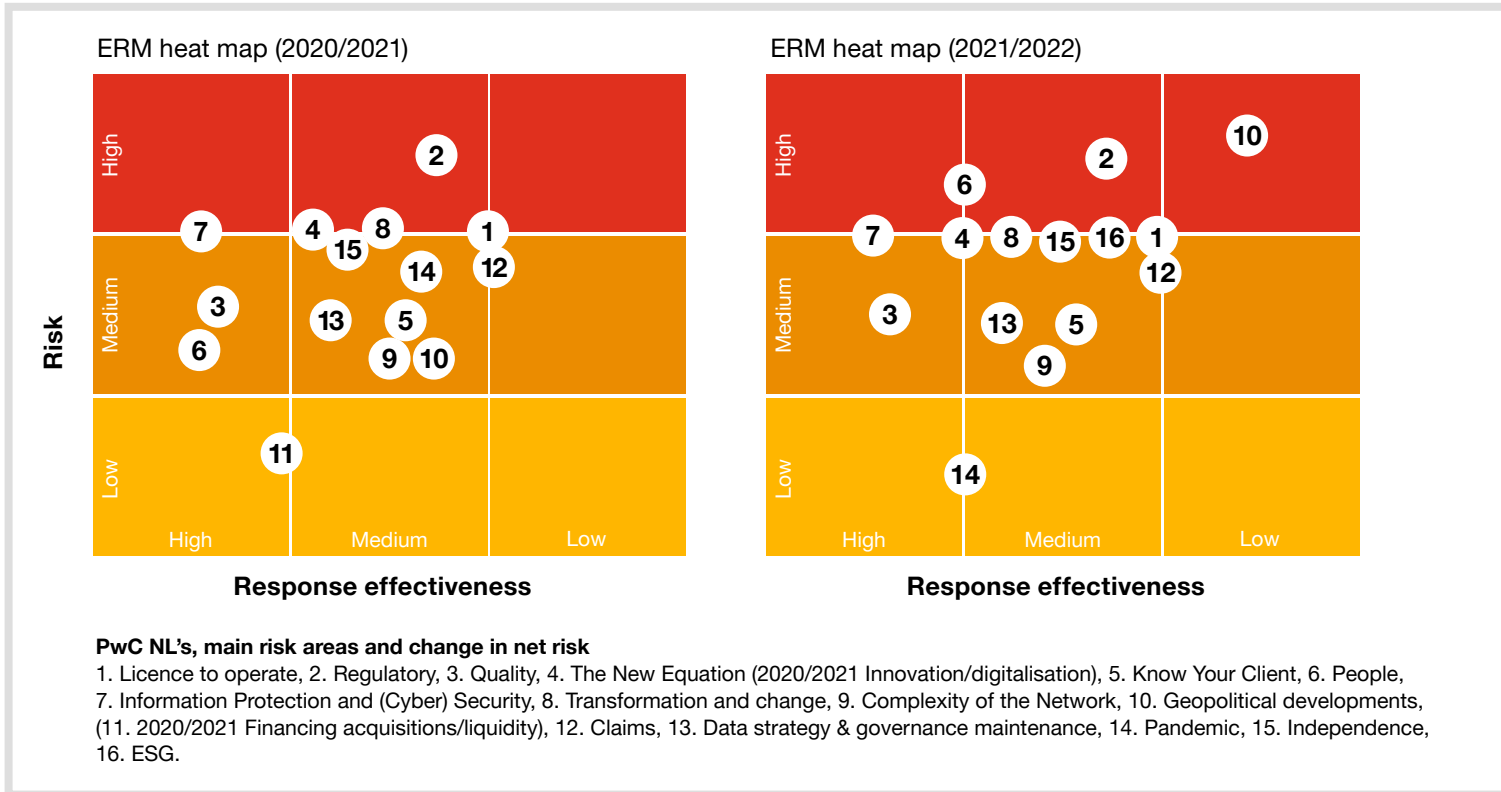 ERM heat map (2020/2021)
High
Medium
Low
Risk
2
7
4
8
1
15
12
14
3
13
5
6
9
10
11
High
Medium
Low
Response effectiveness
ERM heat map (2021/2022)
High
Medium
Low
10
2
6
7
4
8
15
16
1
12
3
13
5
9
14
High
Medium
Low
Response effectiveness
PwC NL’s, main risk areas and change in net risk
1. Licence to operate, 2. Regulatory, 3. Quality, 4. The New Equation (2020/2021 Innovation/digitalisation), 5. Know Your Client, 6. People,
7. Information Protection and (Cyber) Security, 8. Transformation and change, 9. Complexity of the Network, 10. Geopolitical developments,
(11. 2020/2021 Financing acquisitions/liquidity), 12. Claims, 13. Data strategy & governance maintenance, 14. Pandemic, 15. Independence,
16. ESG.